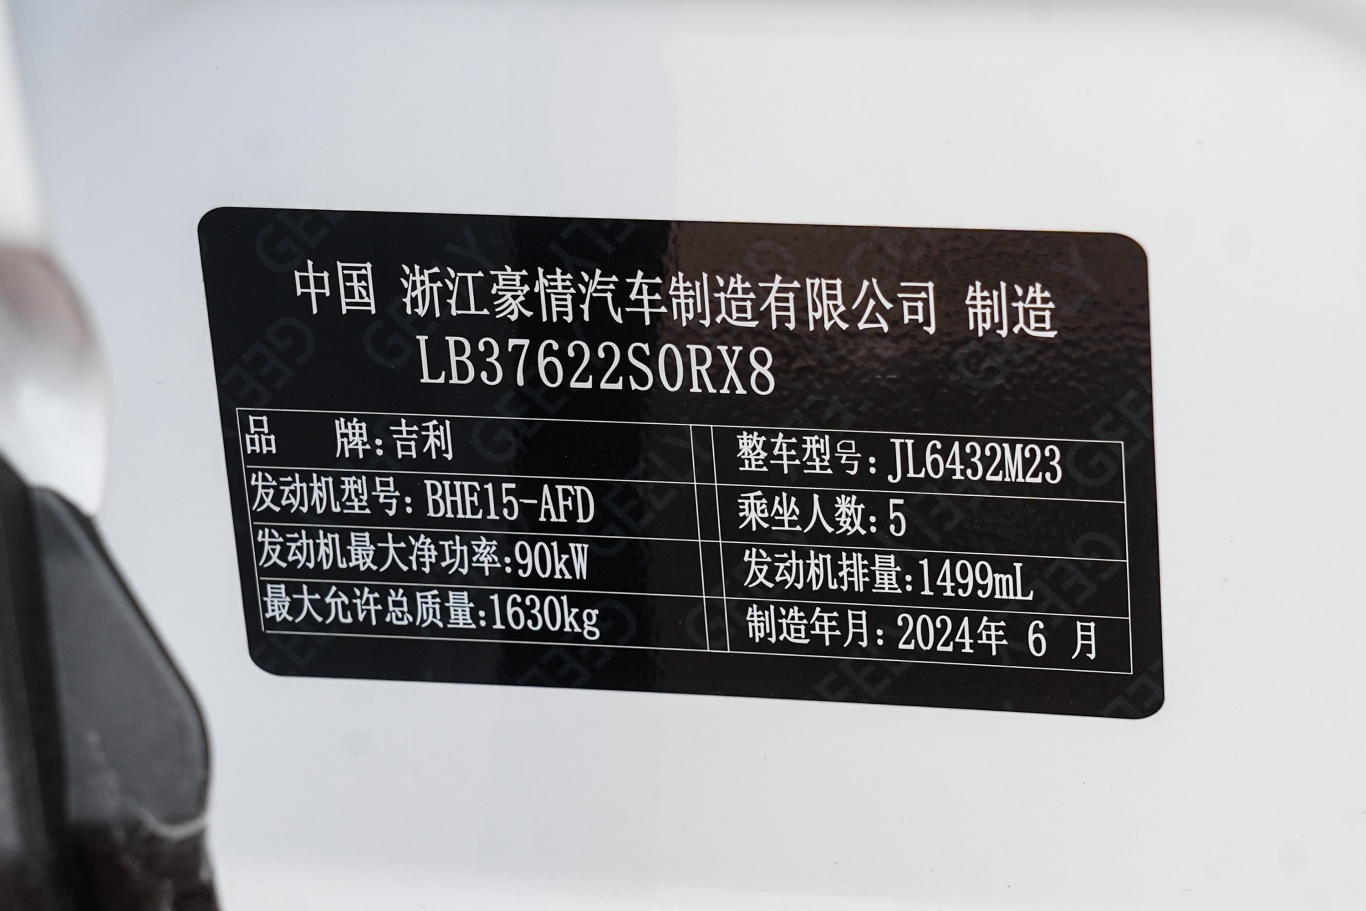 中国 浙江豪情汽车制造有限公司 制造
LB37622S0RX8
品 牌:吉利 整车型号:JL6432M23
发动机型号: BHE15-AFD 乘坐人数:5
发动机最大净功率:90kW 发动机排量:1499mL
最大允许总质量:1630kg 制造年月: 2024年 6 月